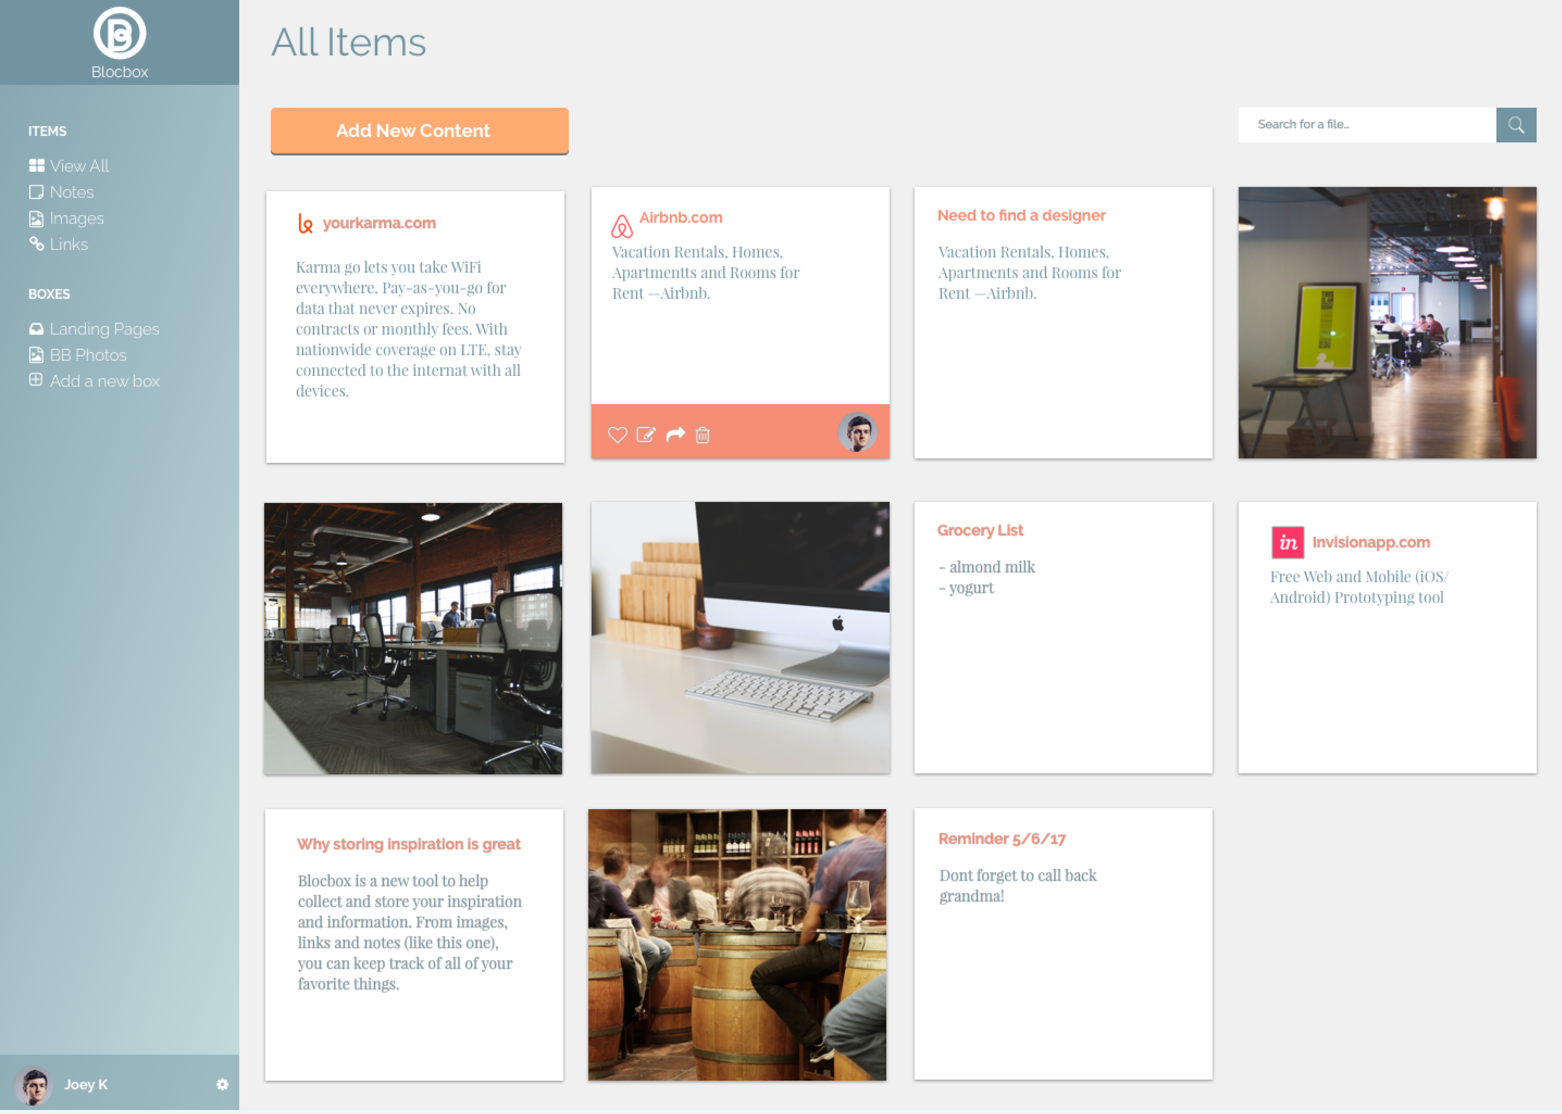 Blocbox
All Items
ITEMS
View All
Notes
Images
Links
BOXES
Landing Pages
BB Photos
Add a new box
Joey K
Add New Content
Search for a file...
yourkarma.com
Karma go lets you take WiFi
everywhere. Pay-as-you-go for
data that never expires. No
contracts or monthly fees. With
nationwide coverage on LTE, stay
connected to the internat with all
devices.
Airbnb.com
Vacation Rentals, Homes,
Apartmentts and Rooms for
Rent —Airbnb.
Need to find a designer
Vacation Rentals, Homes,
Apartments and Rooms for
Rent —Airbnb.
Grocery List
- almond milk
- yogurt
in invisionapp.com
Free Web and Mobile (iOS/
Android) Prototyping tool
Why storing inspiration is great
Blocbox is a new tool to help
collect and store your inspiration
and information. From images,
links and notes (like this one),
you can keep track of all of your
favorite things.
Reminder 5/6/17
Dont forget to call back
grandma!